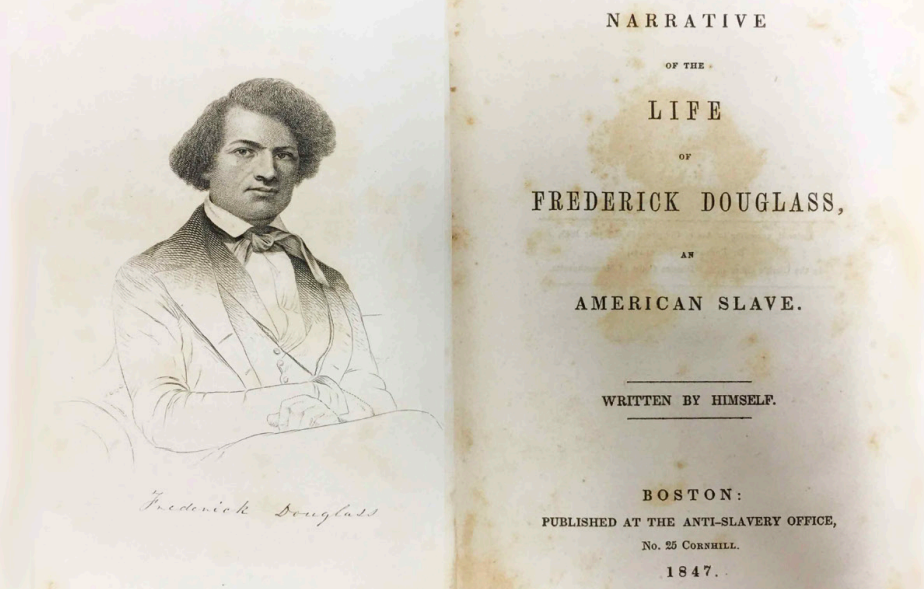 Frederick Douglass
NARRATIVE
OF THE
LIFE
OF
FREDERICK DOUGLASS,
AN
AMERICAN SLAVE.
WRITTEN BY HIMSELF.
BOSTON:
PUBLISHED AT THE ANTI-SLAVERY OFFICE,
No. 25 CORNHILL.
1847.